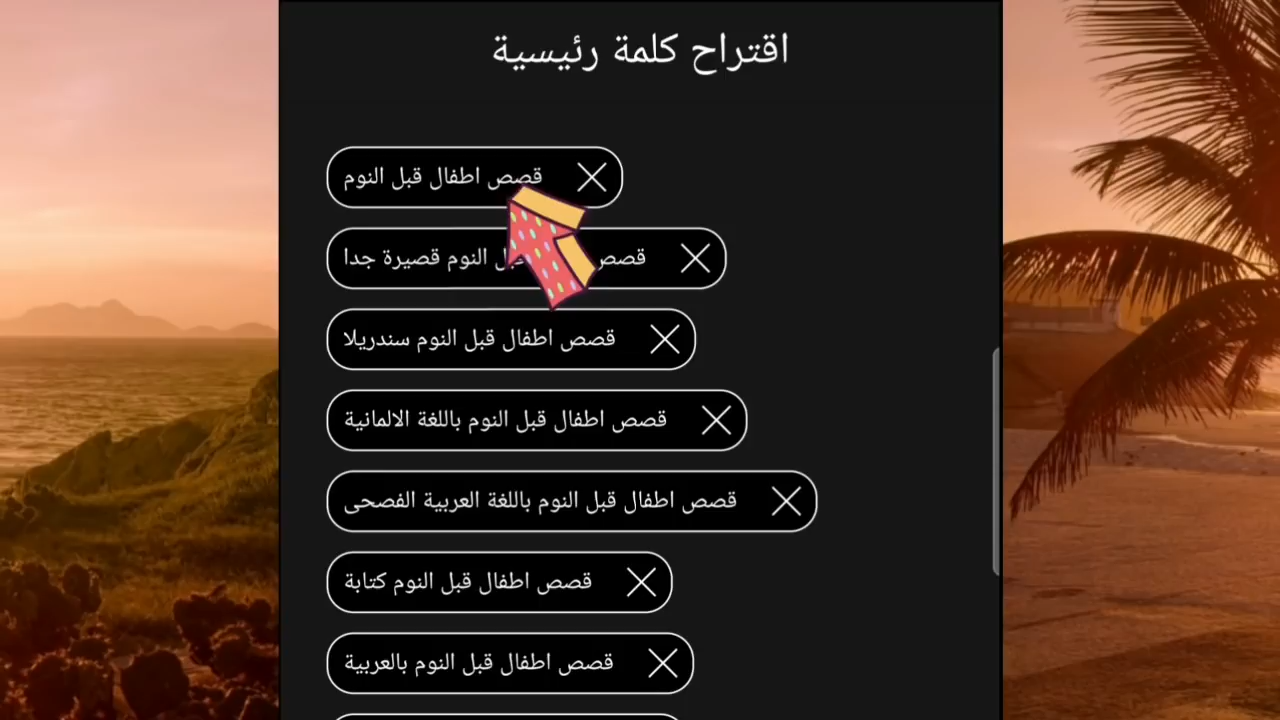 اقتراح كلمة رئيسية
قصص اطفال قبل النوم
قصص النوم قصيرة جدا
قصص اطفال قبل النوم سندريلا
قصص اطفال قبل النوم باللغة الالمانية
قصص اطفال قبل النوم باللغة العربية الفصحى
قصص اطفال قبل النوم كتابة
قصص اطفال قبل النوم بالعربية